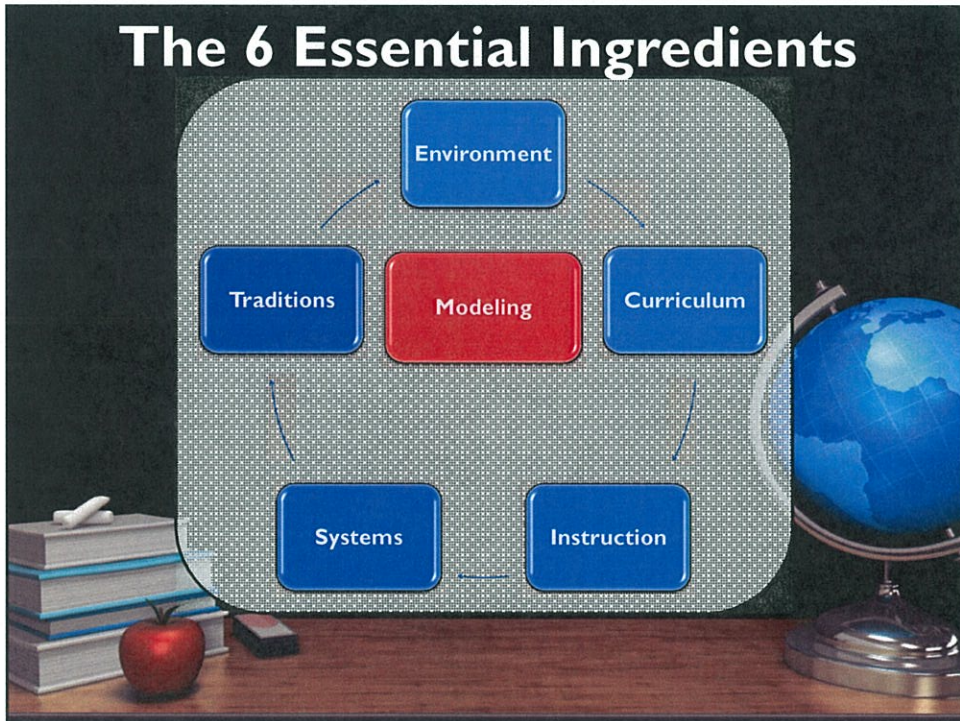 The 6 Essential Ingredients
Environment
Traditions
Modeling
Curriculum
Systems
Instruction